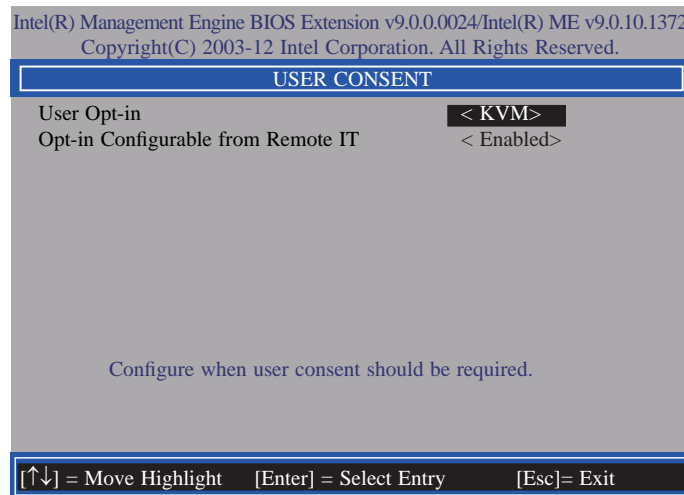 Intel(R) Management Engine BIOS Extension v9.0.0.0024/Intel(R) ME v9.0.10.1372
Copyright(C) 2003-12 Intel Corporation. All Rights Reserved.
USER CONSENT
User Opt-in < KVM>
Opt-in Configurable from Remote IT < Enabled>
Configure when user consent should be required.
[↑↓] = Move Highlight [Enter] = Select Entry [Esc]= Exit